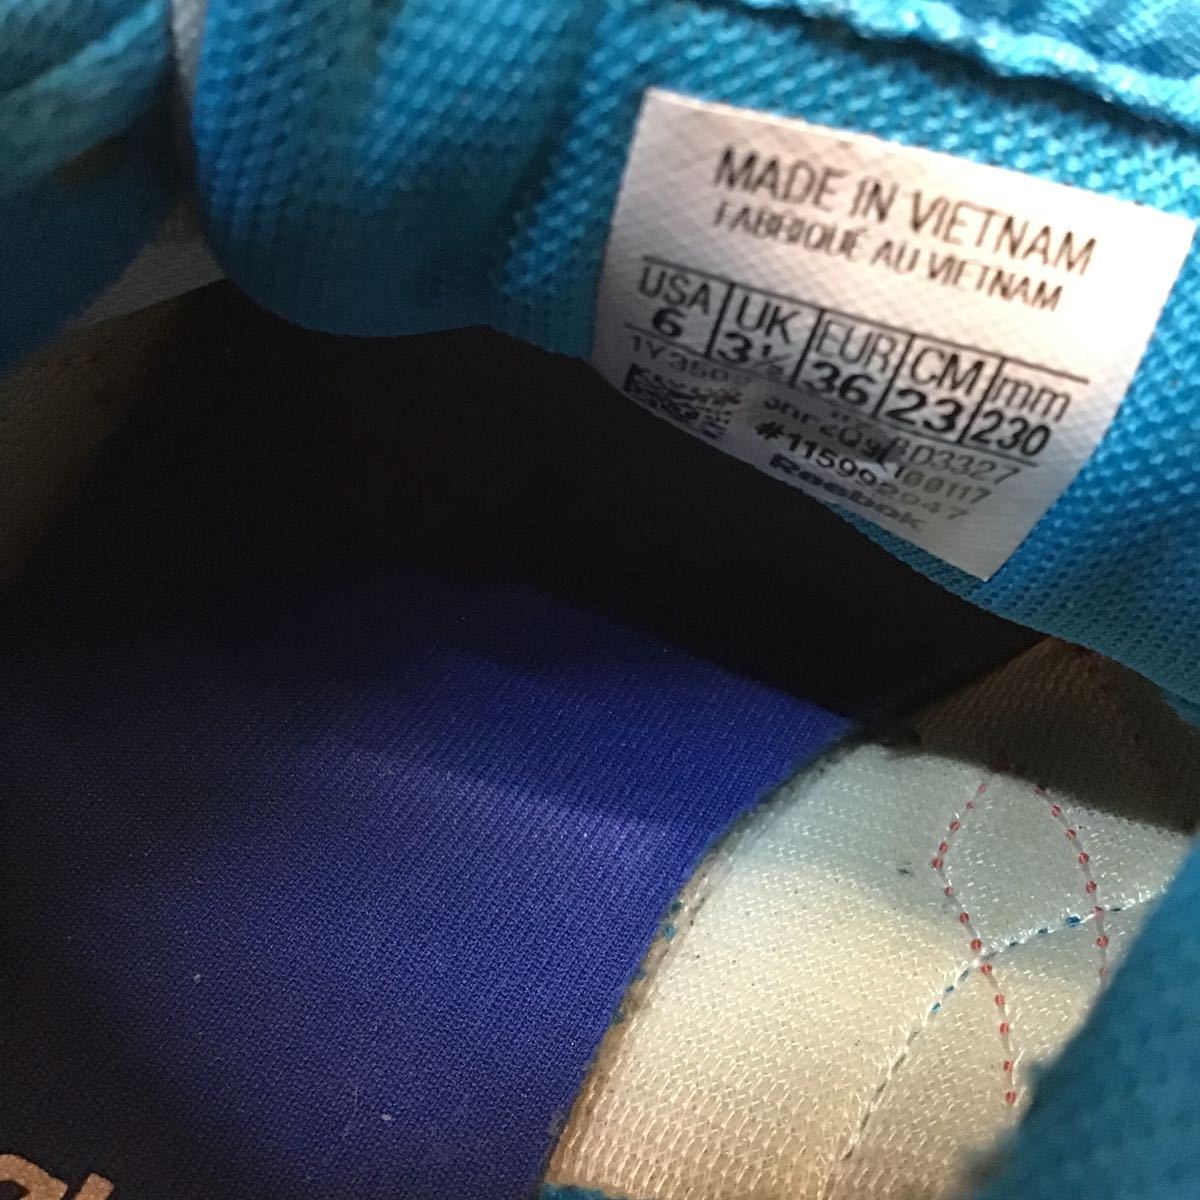 MADE IN VIETNAM
FABRIQUÉ AU VIETNAM
USA UK EUR CM mm
6 3½ 36 23 230
BD3327
100117
Reebok